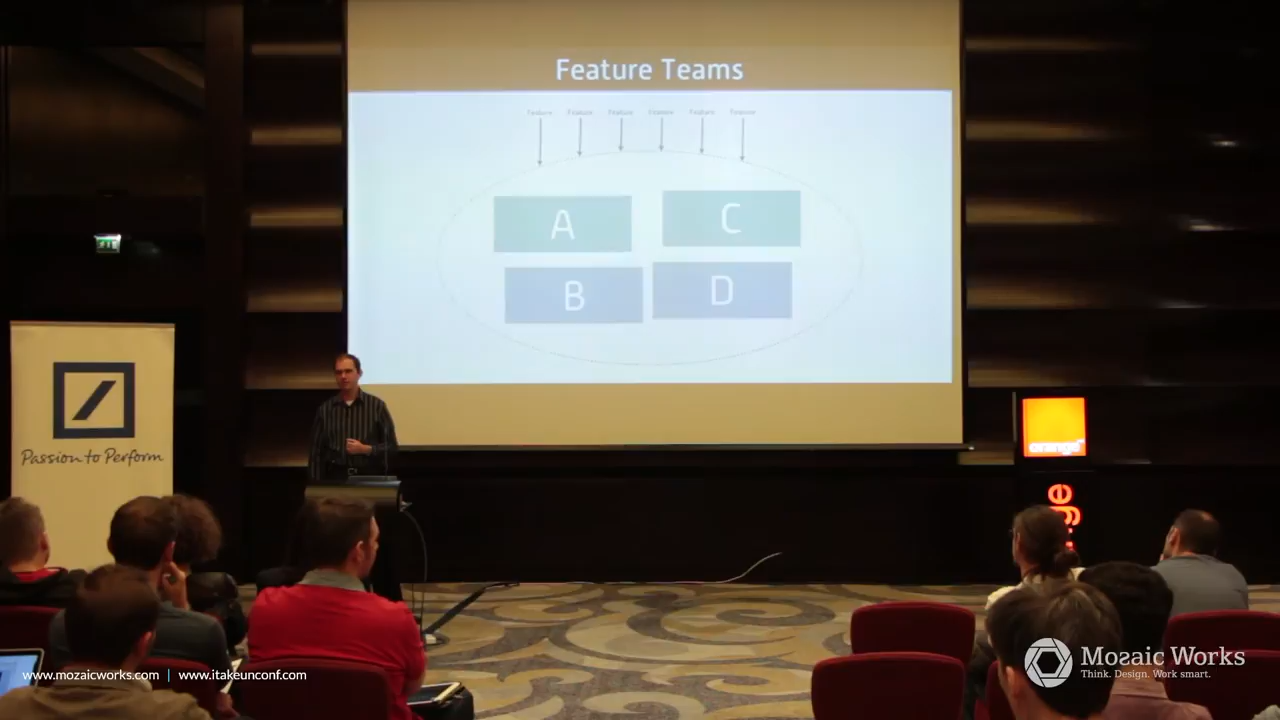 Feature Teams
Feature Feature Feature Feature Feature Feature
A
C
B
D
Passion to Perform
orange
www.mozaicworks.com | www.itakeunconf.com
Mozaic Works
Think. Design. Work smart.